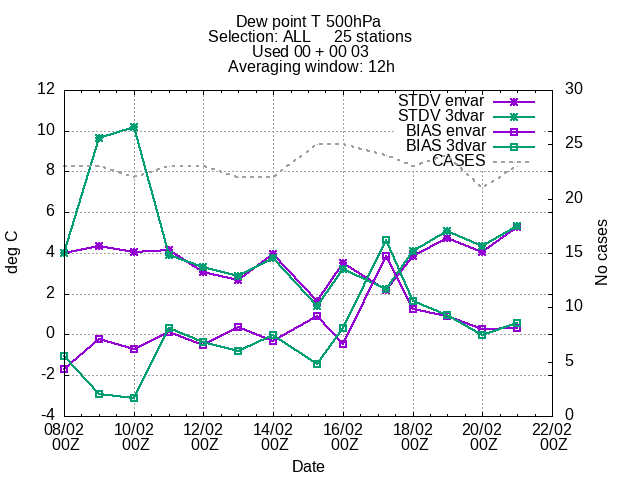 Dew point T 500hPa
Selection: ALL 25 stations
Used 00 + 00 03
Averaging window: 12h
STDV envar
STDV 3dvar
BIAS envar
BIAS 3dvar
CASES
12
10
8
6
4
2
0
-2
-4
deg C
30
25
20
15
10
5
0
No cases
08/02 10/02 12/02 14/02 16/02 18/02 20/02 22/02
00Z 00Z 00Z 00Z 00Z 00Z 00Z 00Z
Date